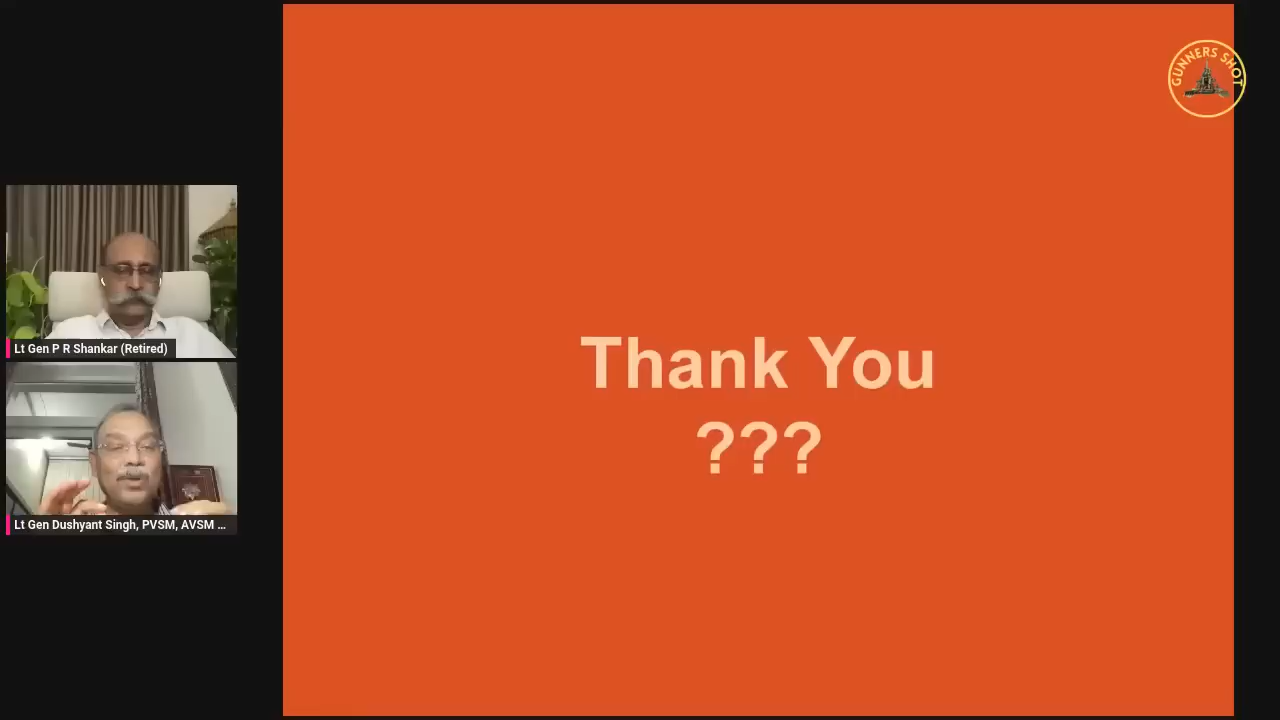 GUNNERS SHOT
Lt Gen P R Shankar (Retired)
Lt Gen Dushyant Singh, PVSM, AVSM ...
Thank You
???